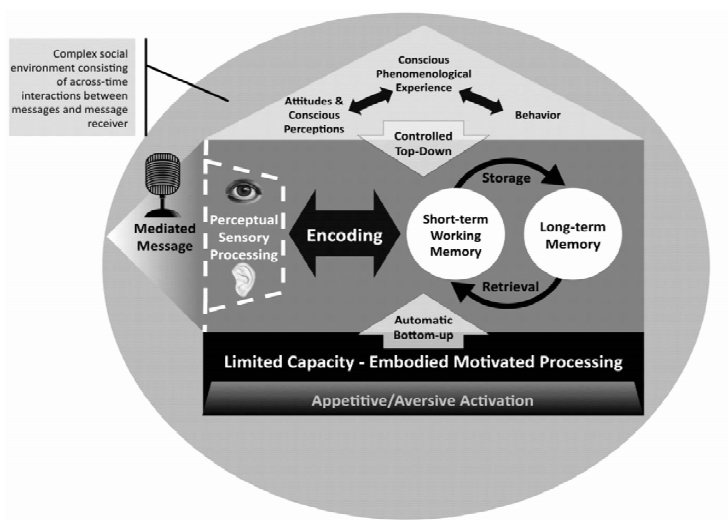 Complex social
environment consisting
of across-time
interactions between
messages and message
receiver
Conscious
Phenomenological
Experience
Attitudes &
Conscious
Perceptions
Behavior
Controlled
Top-Down
Mediated
Message
Perceptual
Sensory
Processing
Encoding
Storage
Short-term
Working
Memory
Long-term
Memory
Retrieval
Automatic
Bottom-up
Limited Capacity - Embodied Motivated Processing
Appetitive/Aversive Activation